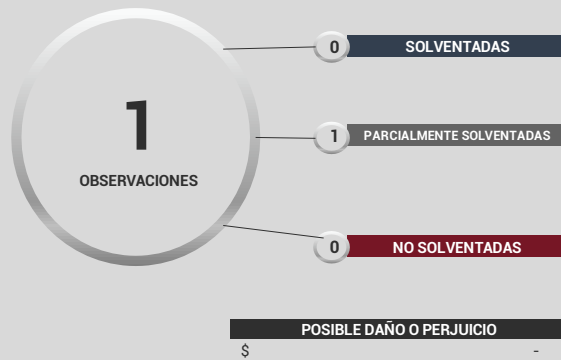 1
OBSERVACIONES
0 SOLVENTADAS
1 PARCIALMENTE SOLVENTADAS
0 NO SOLVENTADAS
POSIBLE DAÑO O PERJUICIO
$ -